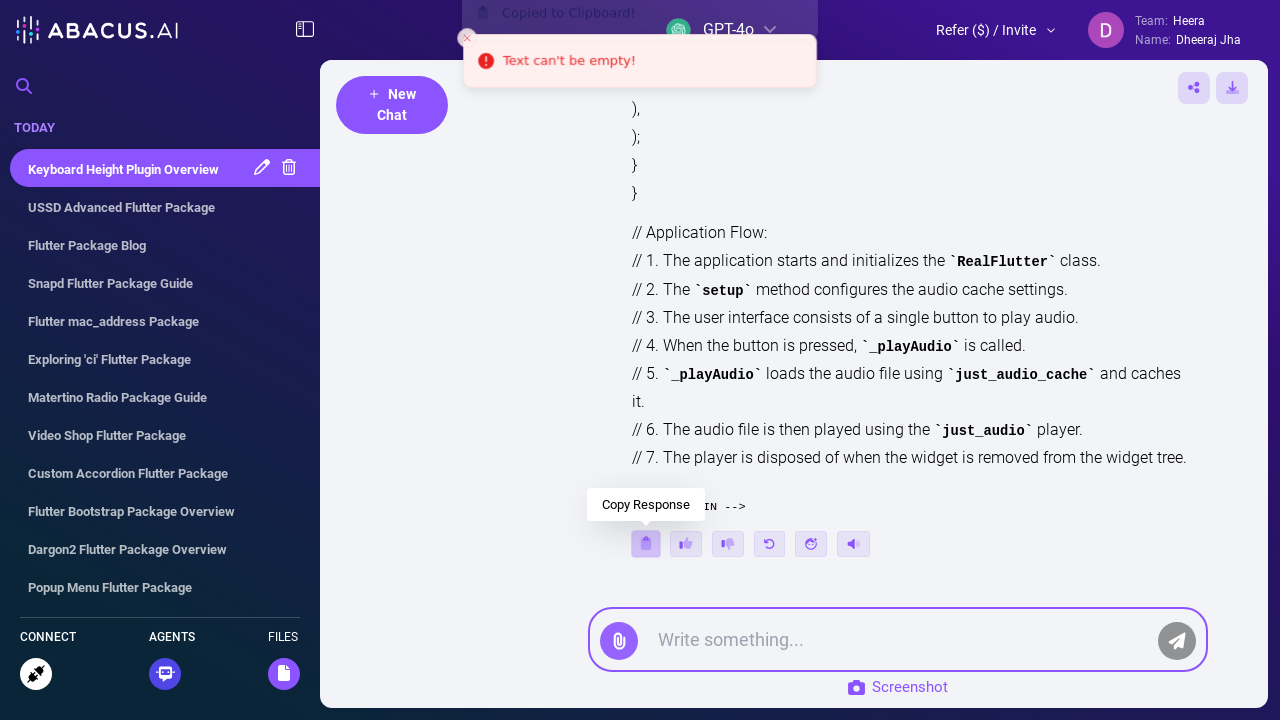 ABACUS.AI
Copied to Clipboard!
GPT-4o
Refer ($) / Invite
D
Team: Heera
Name: Dheeraj Jha
Text can't be empty!
TODAY
Keyboard Height Plugin Overview
USSD Advanced Flutter Package
Flutter Package Blog
Snapd Flutter Package Guide
Flutter mac_address Package
Exploring 'ci' Flutter Package
Matertino Radio Package Guide
Video Shop Flutter Package
Custom Accordion Flutter Package
Flutter Bootstrap Package Overview
Dargon2 Flutter Package Overview
Popup Menu Flutter Package
CONNECT
AGENTS
FILES
+ New
Chat
),
);
}
}
// Application Flow:
// 1. The application starts and initializes the `RealFlutter` class.
// 2. The `setup` method configures the audio cache settings.
// 3. The user interface consists of a single button to play audio.
// 4. When the button is pressed, `_playAudio` is called.
// 5. `_playAudio` loads the audio file using `just_audio_cache` and caches
it.
// 6. The audio file is then played using the `just_audio` player.
// 7. The player is disposed of when the widget is removed from the widget tree.
IN -->
Copy Response
Write something...
Screenshot